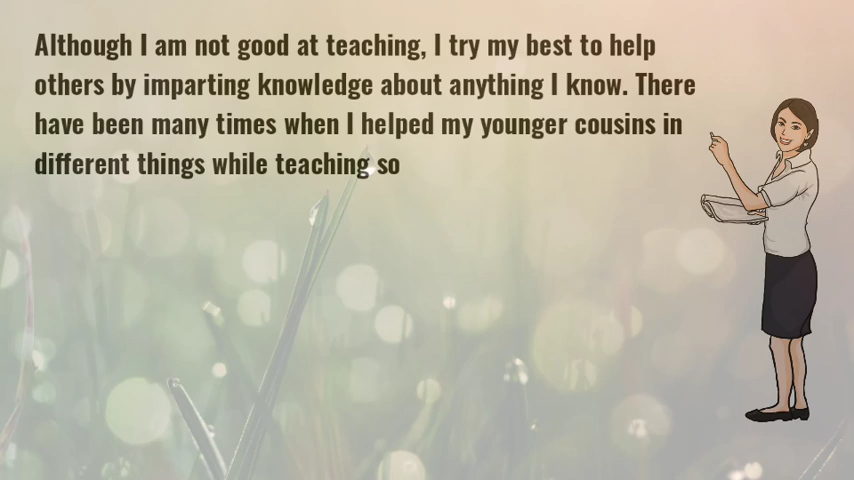 Although I am not good at teaching, I try my best to help
others by imparting knowledge about anything I know. There
have been many times when I helped my younger cousins in
different things while teaching so